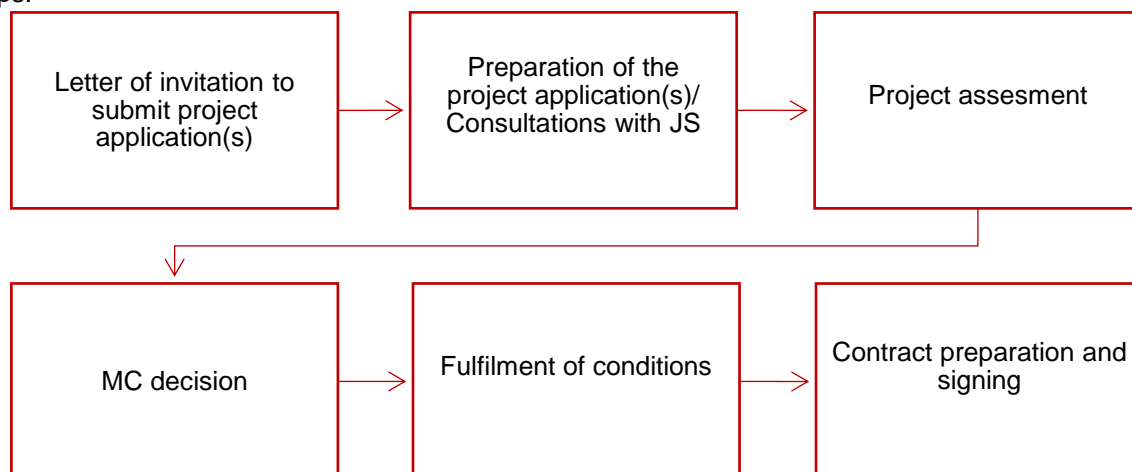 Letter of invitation to
submit project
application(s)
Preparation of the
project application(s)/
Consultations with JS
Project assesment
MC decision
Fulfilment of conditions
Contract preparation and
signing